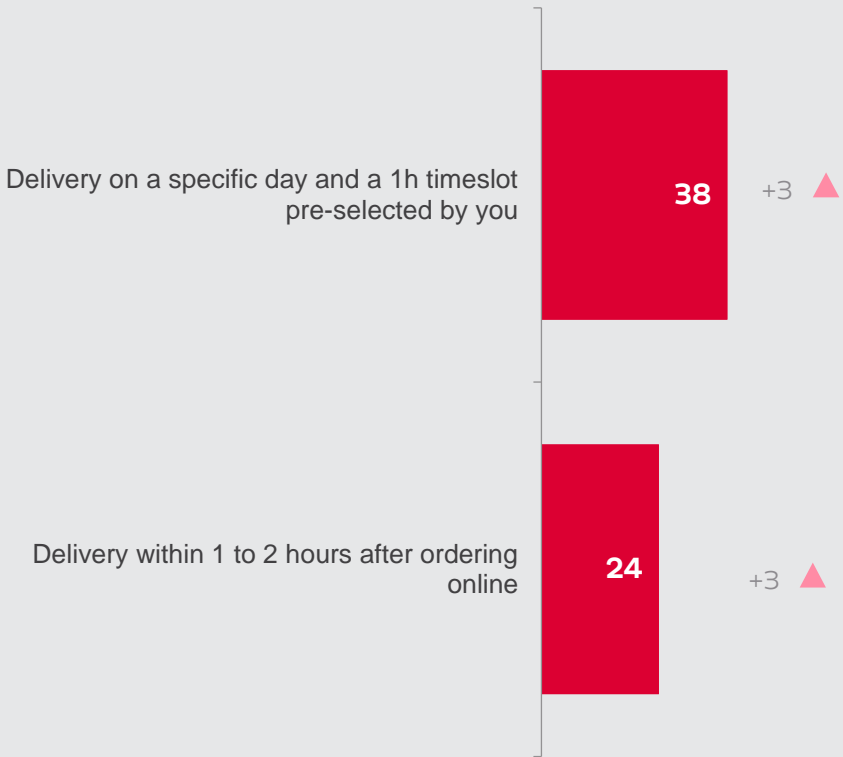 Delivery on a specific day and a 1h timeslot
pre-selected by you
38
+3
Delivery within 1 to 2 hours after ordering
online
24
+3